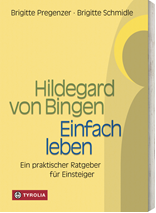 Brigitte Pregenzer · Brigitte Schmidle
Hildegard
von Bingen
Einfach
leben
Ein praktischer Ratgeber
für Einsteiger
TYROLIA